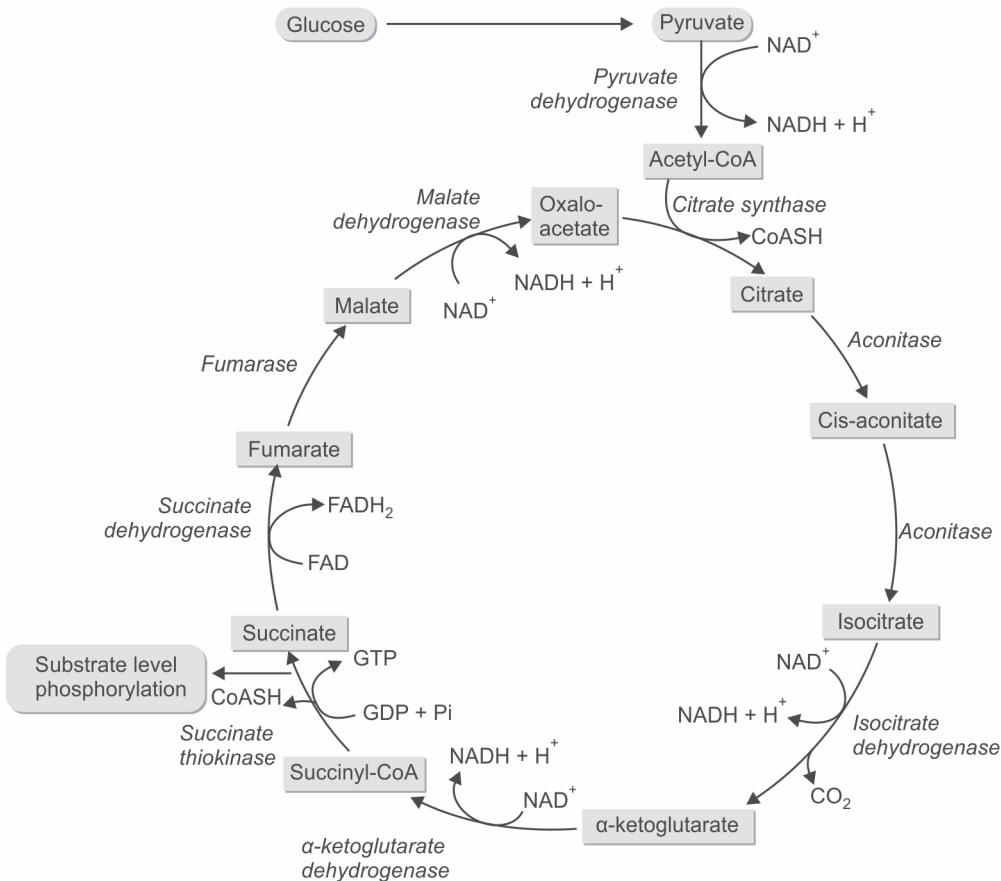 Glucose
Pyruvate
NAD⁺
Pyruvate
dehydrogenase
NADH + H⁺
Acetyl-CoA
Malate
dehydrogenase
Oxalo-
acetate
Citrate synthase
CoASH
NADH + H⁺
NAD⁺
Citrate
Malate
Aconitase
Fumarase
Cis-aconitate
Fumarate
Succinate
dehydrogenase
FADH₂
FAD
Aconitase
Isocitrate
Succinate
GTP
Substrate level
phosphorylation
CoASH
GDP + Pi
NAD⁺
NADH + H⁺
Isocitrate
dehydrogenase
Succinate
thiokinase
NADH + H⁺
Succinyl-CoA
NAD⁺
CO₂
α-ketoglutarate
α-ketoglutarate
dehydrogenase